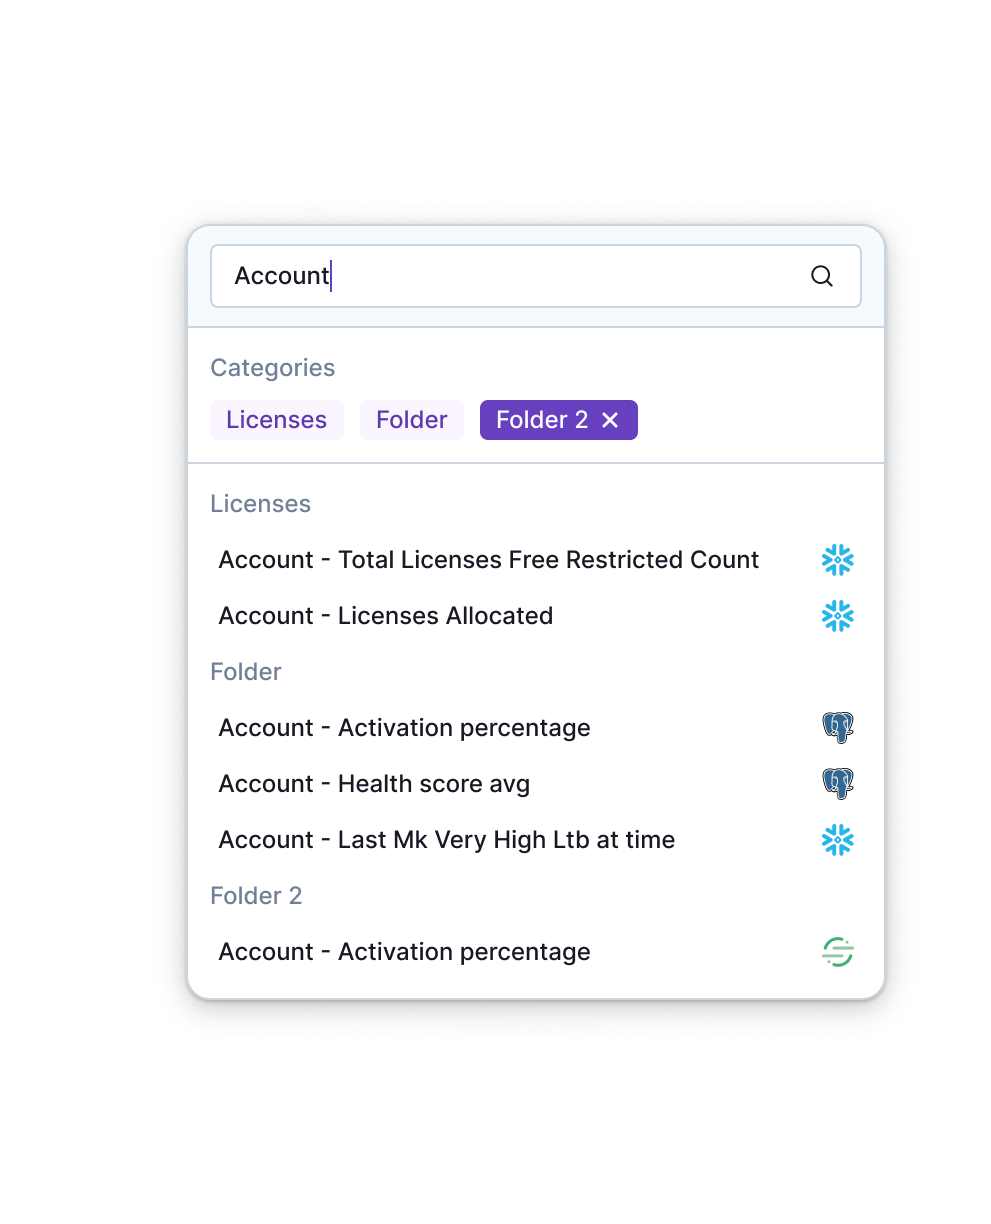 Account
Categories
Licenses Folder Folder 2
Licenses
Account - Total Licenses Free Restricted Count
Account - Licenses Allocated
Folder
Account - Activation percentage
Account - Health score avg
Account - Last Mk Very High Ltb at time
Folder 2
Account - Activation percentage